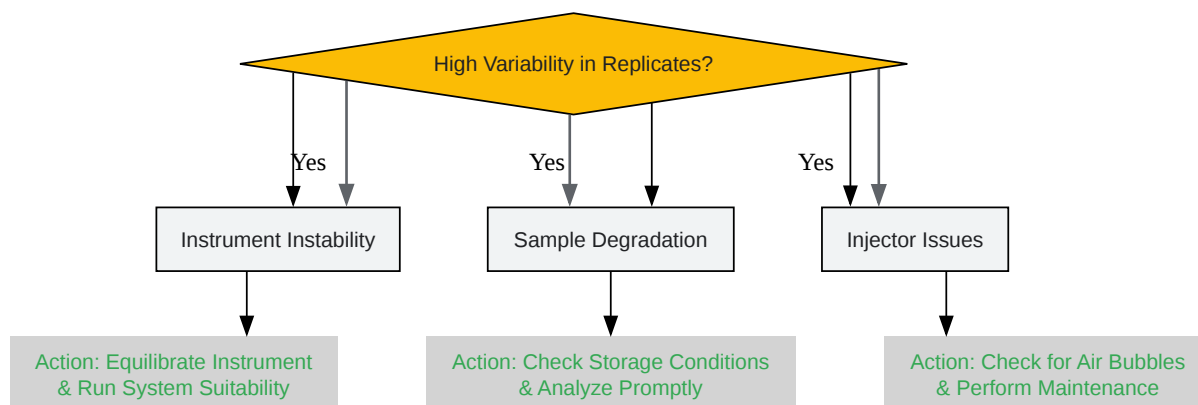 High Variability in Replicates?
Yes
Yes
Yes
Instrument Instability
Sample Degradation
Injector Issues
Action: Equilibrate Instrument
& Run System Suitability
Action: Check Storage Conditions
& Analyze Promptly
Action: Check for Air Bubbles
& Perform Maintenance